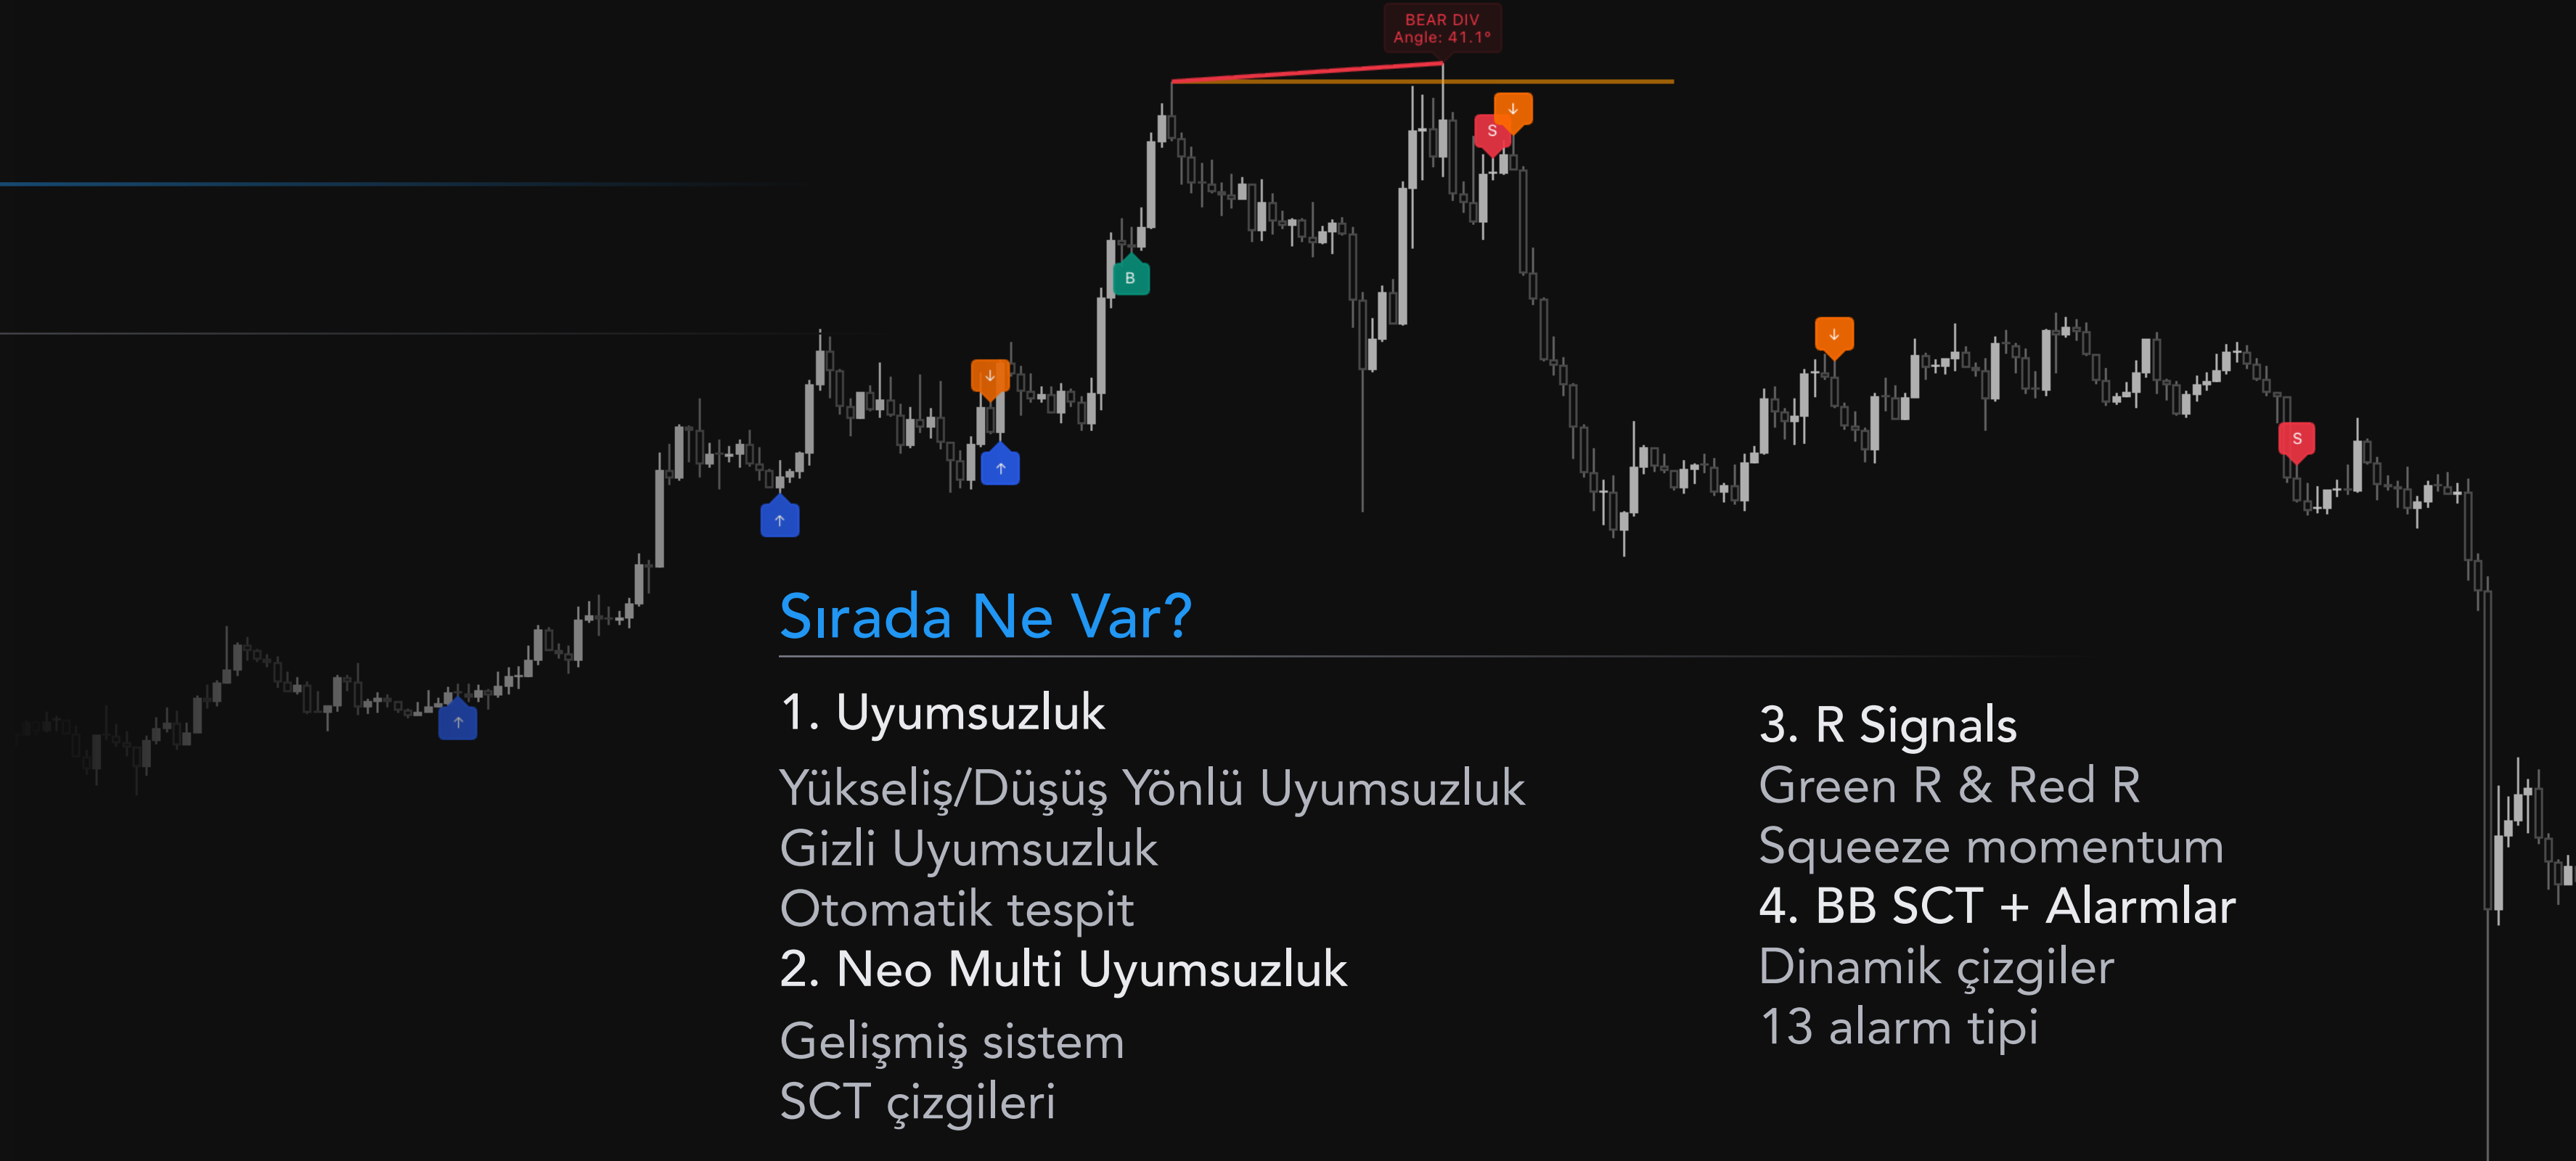 BEAR DIV
Angle: 41.1°
S
↓
B
↓
↓
↑
S
↑
↑
Sırada Ne Var?
1. Uyumsuzluk
Yükseliş/Düşüş Yönlü Uyumsuzluk
Gizli Uyumsuzluk
Otomatik tespit
2. Neo Multi Uyumsuzluk
Gelişmiş sistem
SCT çizgileri
3. R Signals
Green R & Red R
Squeeze momentum
4. BB SCT + Alarmlar
Dinamik çizgiler
13 alarm tipi